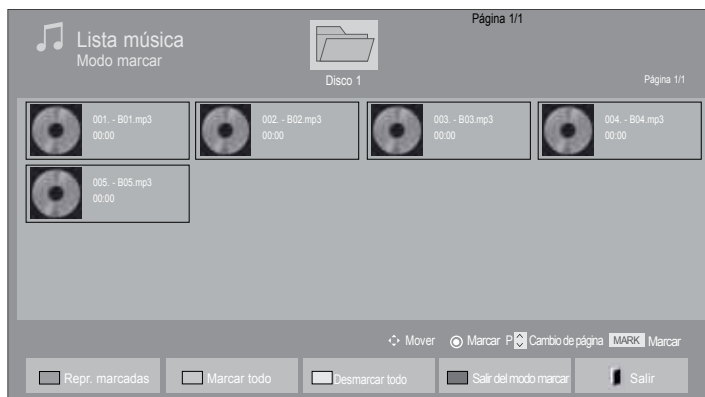 Página 1/1
Lista música
Modo marcar
Disco 1
Página 1/1
001. - B01.mp3
00:00
002. - B02.mp3
00:00
003. - B03.mp3
00:00
004. - B04.mp3
00:00
005. - B05.mp3
00:00
Mover Marcar P Cambio de página MARK Marcar
Repr. marcadas Marcar todo Desmarcar todo Salir del modo marcar Salir